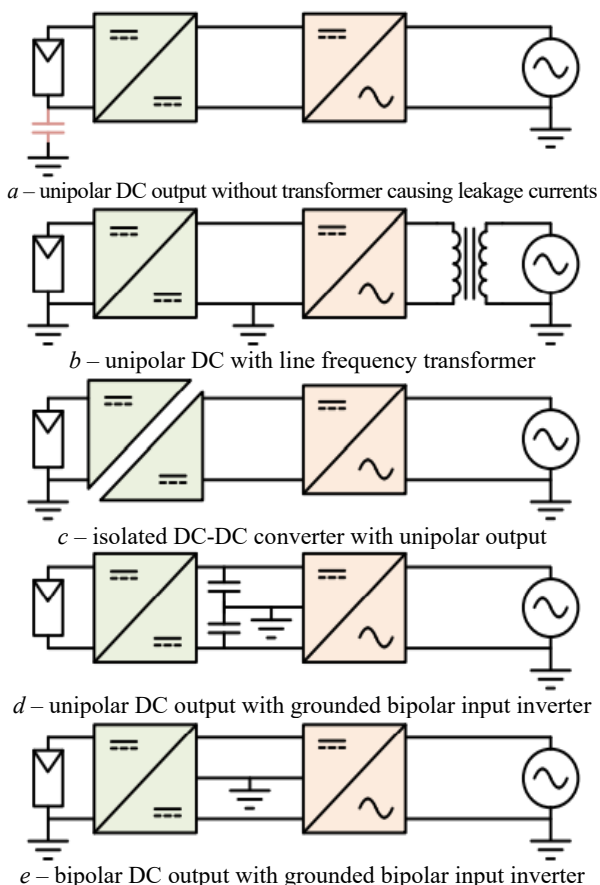 a – unipolar DC output without transformer causing leakage currents
b – unipolar DC with line frequency transformer
c – isolated DC-DC converter with unipolar output
d – unipolar DC output with grounded bipolar input inverter
e – bipolar DC output with grounded bipolar input inverter